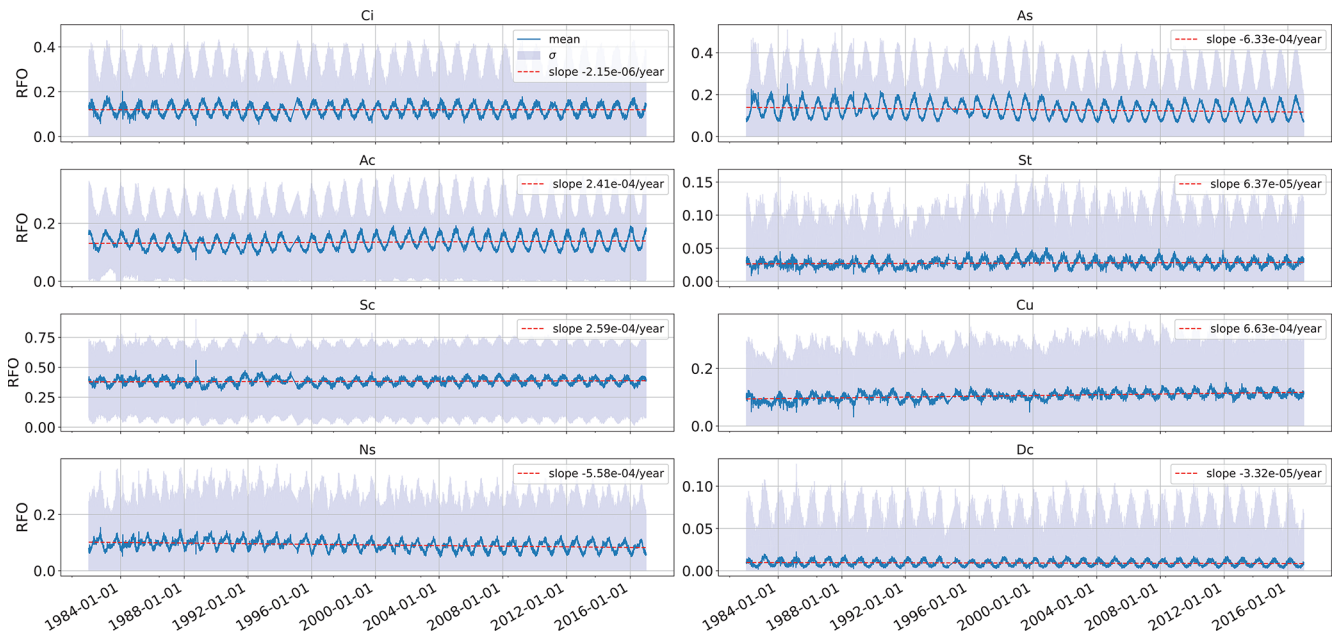 Ci
0.4
0.2
0.0
RFO
mean
σ
slope -2.15e-06/year
As
0.4
0.2
0.0
slope -6.33e-04/year
Ac
0.2
0.0
RFO
slope 2.41e-04/year
St
0.15
0.10
0.05
0.00
slope 6.37e-05/year
Sc
0.75
0.50
0.25
0.00
RFO
slope 2.59e-04/year
Cu
0.2
0.0
slope 6.63e-04/year
Ns
0.2
0.0
RFO
slope -5.58e-04/year
Dc
0.10
0.05
0.00
slope -3.32e-05/year
1984-01-01
1988-01-01
1992-01-01
1996-01-01
2000-01-01
2004-01-01
2008-01-01
2012-01-01
2016-01-01
1984-01-01
1988-01-01
1992-01-01
1996-01-01
2000-01-01
2004-01-01
2008-01-01
2012-01-01
2016-01-01